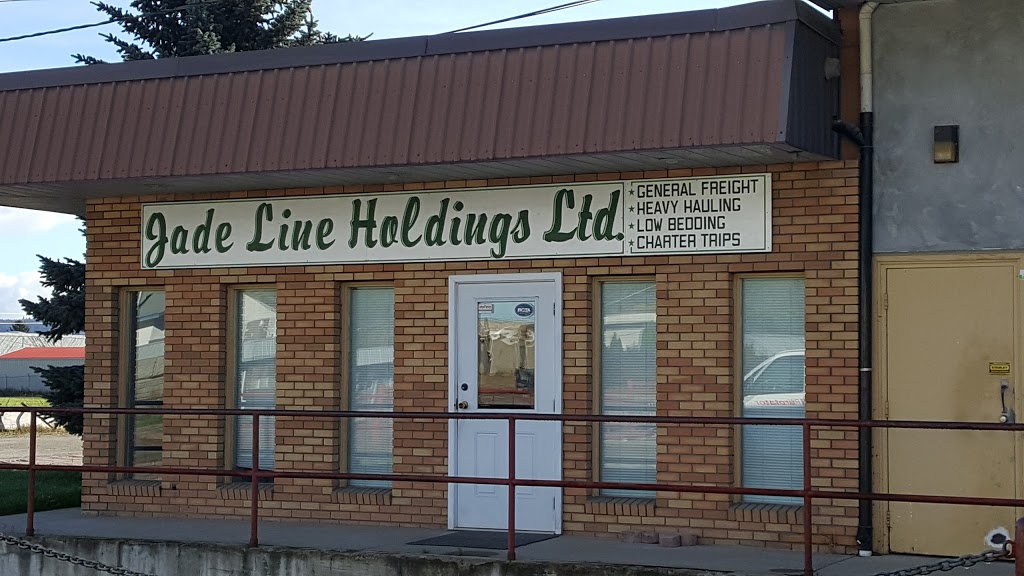 Jade Line Holdings Ltd.
★ GENERAL FREIGHT
★ HEAVY HAULING
★ LOW BEDDING
★ CHARTER TRIPS